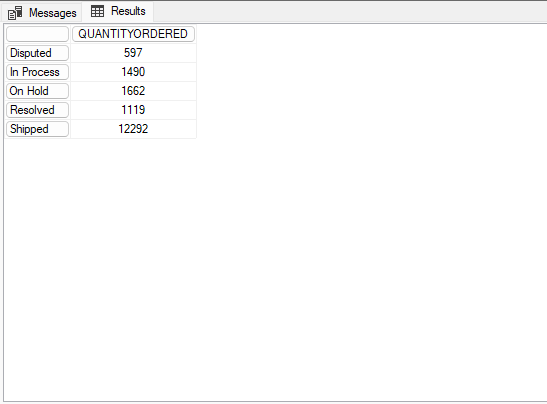 Messages Results
QUANTITYORDERED
Disputed 597
In Process 1490
On Hold 1662
Resolved 1119
Shipped 12292